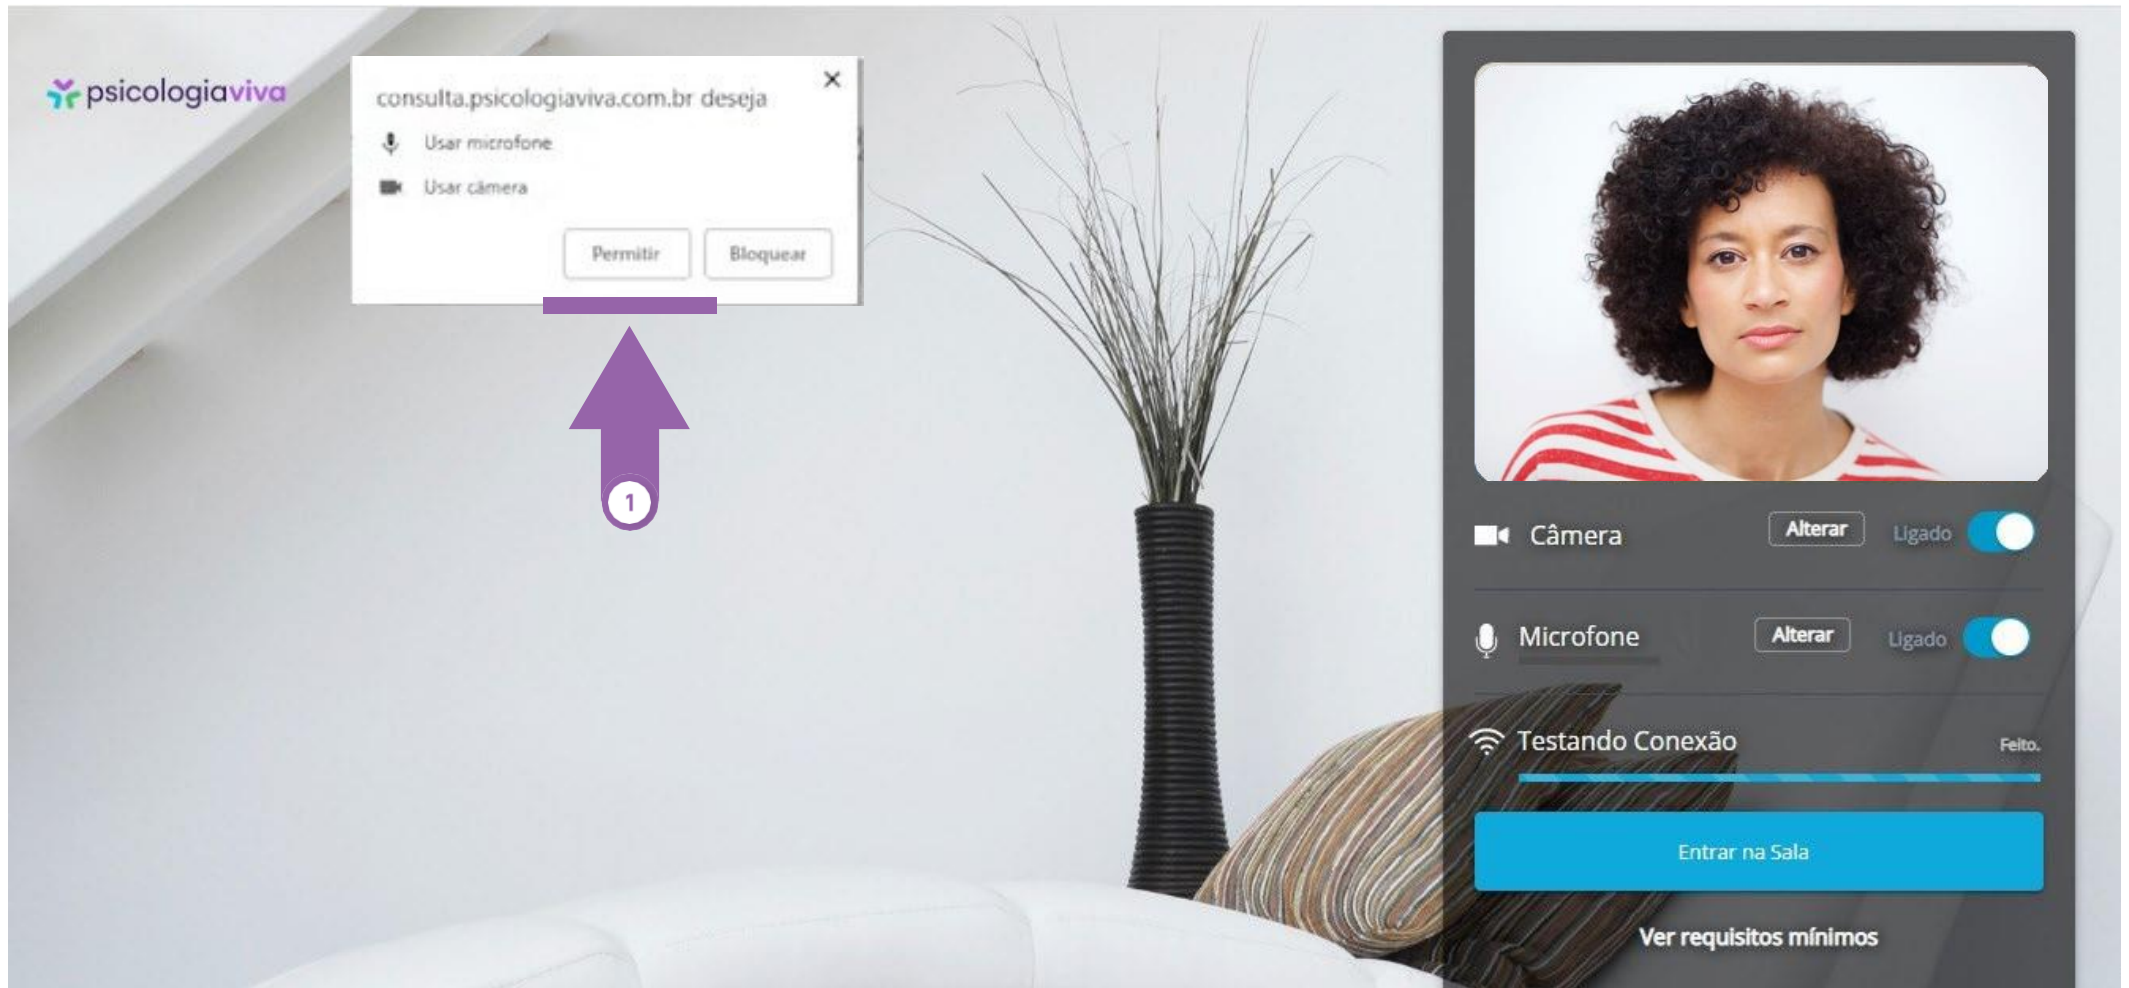 psicologiaviva
consulta.psicologiaviva.com.br deseja
Usar microfone
Usar câmera
Permitir
Bloquear
1
Câmera
Alterar
Ligado
Microfone
Alterar
Ligado
Testando Conexão
Feito.
Entrar na Sala
Ver requisitos mínimos